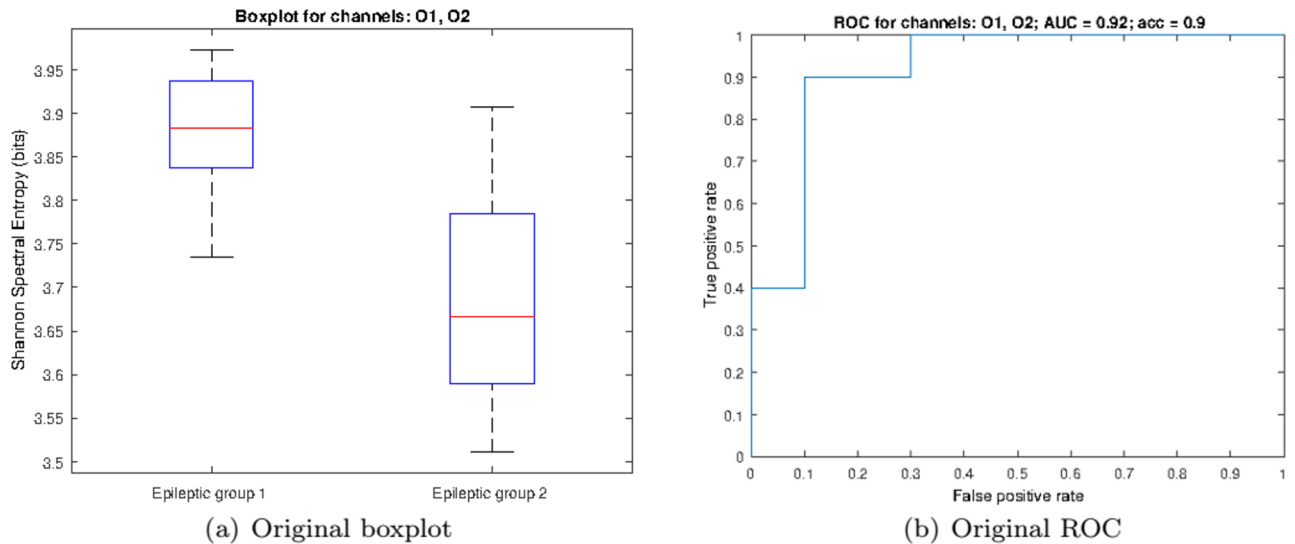 Boxplot for channels: O1, O2
Shannon Spectral Entropy (bits)
3.95
3.9
3.85
3.8
3.75
3.7
3.65
3.6
3.55
3.5
Epileptic group 1
Epileptic group 2
(a) Original boxplot
ROC for channels: O1, O2; AUC = 0.92; acc = 0.9
True positive rate
1
0.9
0.8
0.7
0.6
0.5
0.4
0.3
0.2
0.1
0
0 0.1 0.2 0.3 0.4 0.5 0.6 0.7 0.8 0.9 1
False positive rate
(b) Original ROC